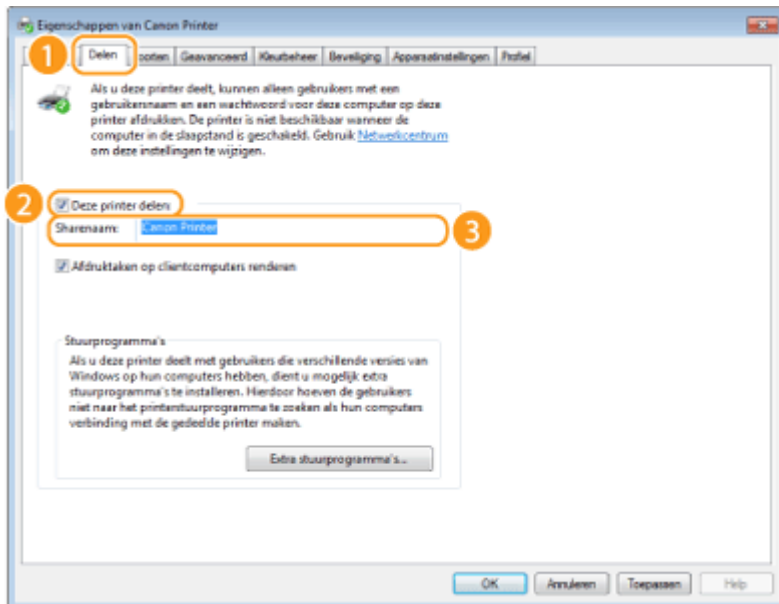 Eigenschappen van Canon Printer
1
Delen
Geavanceerd
Kleurbeheer
Beveiliging
Apparaatinstellingen
Profiel
Als u deze printer deelt, kunnen alleen gebruikers met een
gebruikersnaam en een wachtwoord voor deze computer op deze
printer afdrukken. De printer is niet beschikbaar wanneer de
computer in de slaapstand is geschakeld. Gebruik Netwerkcentrum
om deze instellingen te wijzigen.
2
Deze printer delen:
Sharenaam: Canon Printer
3
Afdruktaken op clientcomputers renderen
Stuurprogramma's
Als u deze printer deelt met gebruikers die verschillende versies van
Windows op hun computers hebben, dient u mogelijk extra
stuurprogramma's te installeren. Hierdoor hoeven de gebruikers
niet naar het printerstuurprogramma te zoeken als hun computers
verbinding met de gedeelde printer maken.
Extra stuurprogramma's...
OK
Annuleren
Toepassen
Help